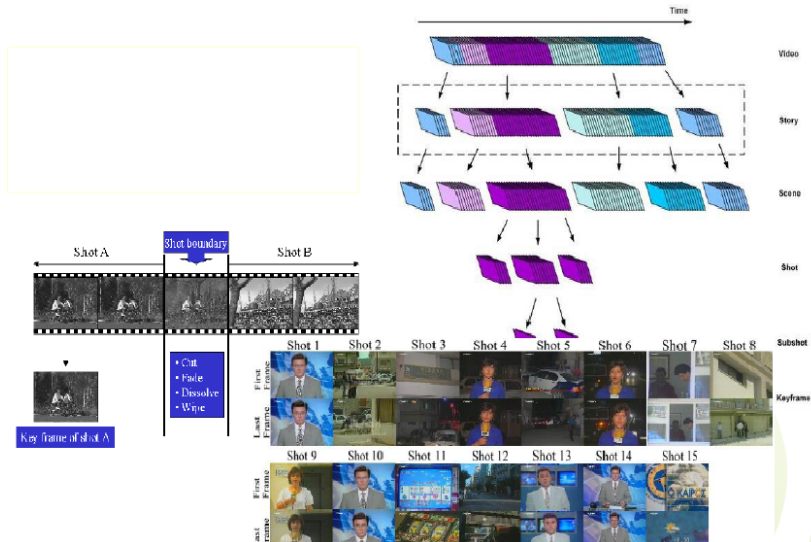 Time
Video
Story
Scene
Shot
Subshot
Keyframe
Shot boundary
Shot A
Shot B
• Cut
• Fade
• Dissolve
• Wipe
Key frame of shot A
Shot 1 Shot 2 Shot 3 Shot 4 Shot 5 Shot 6 Shot 7 Shot 8
First Frame
Last Frame
Shot 9 Shot 10 Shot 11 Shot 12 Shot 13 Shot 14 Shot 15
First Frame
Last Frame